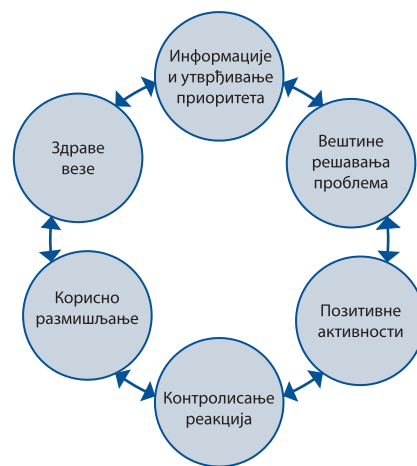 Информације
и утврђивање
приоритета
Вештине
решавања
проблема
Позитивне
активности
Контролисање
реакција
Корисно
размишљање
Здраве
везе